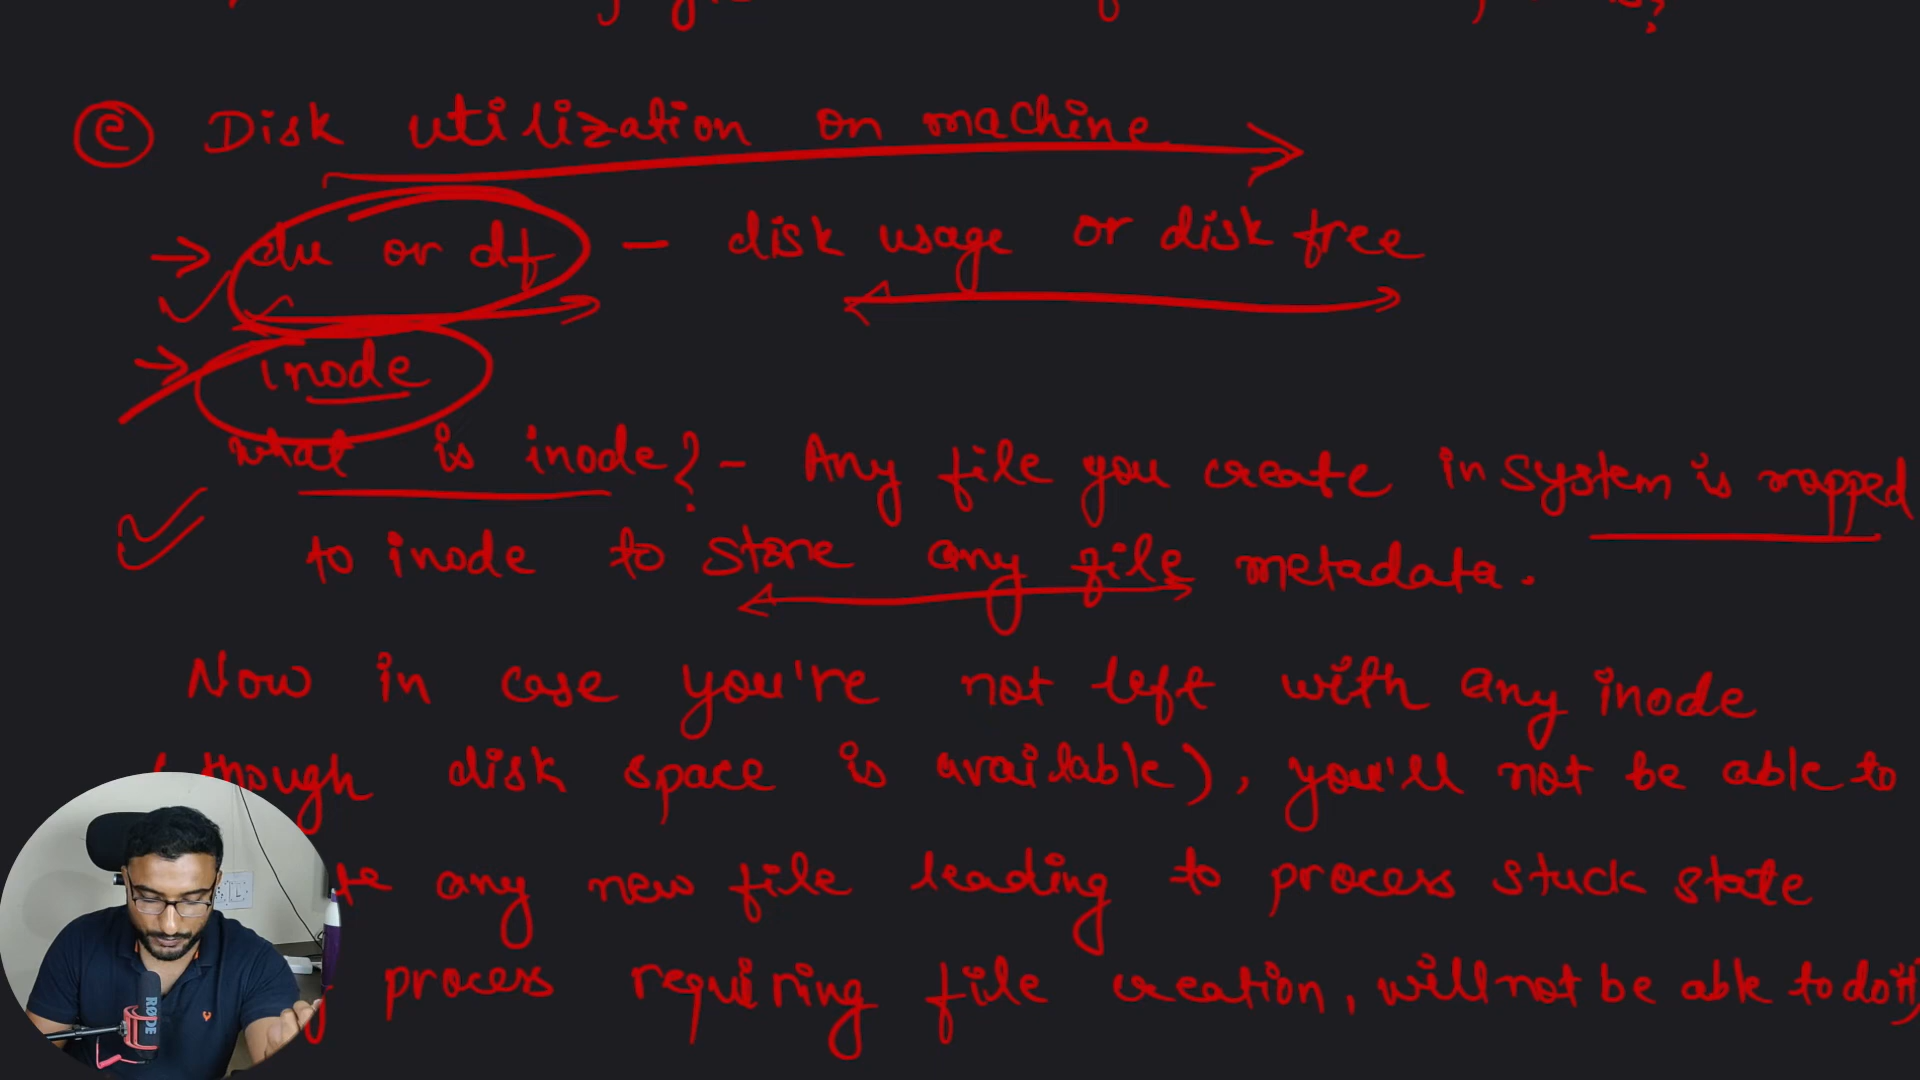 ⓒ Disk utilization on machine
→ du or df - disk usage or disk free
→ inode
what is inode? - Any file you create in system is mapped
to inode to store any file metadata.
Now in case you're not left with any inode
(though disk space is available), you'll not be able to
any new file leading to process stuck state
process requiring file creation, will not be able to do it)
RØDE